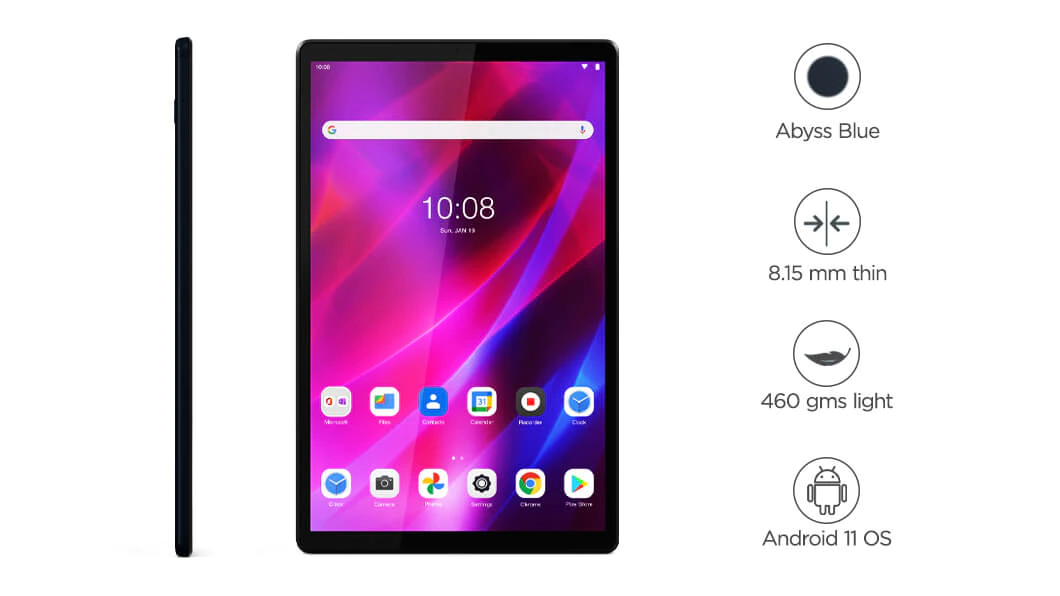 10:08
10:08
Sun, JAN 19
Microsoft
Files
Contacts
31
Calendar
Recorder
Clock
Clock
Camera
Photos
Settings
Chrome
Play Store
Abyss Blue
8.15 mm thin
460 gms light
Android 11 OS